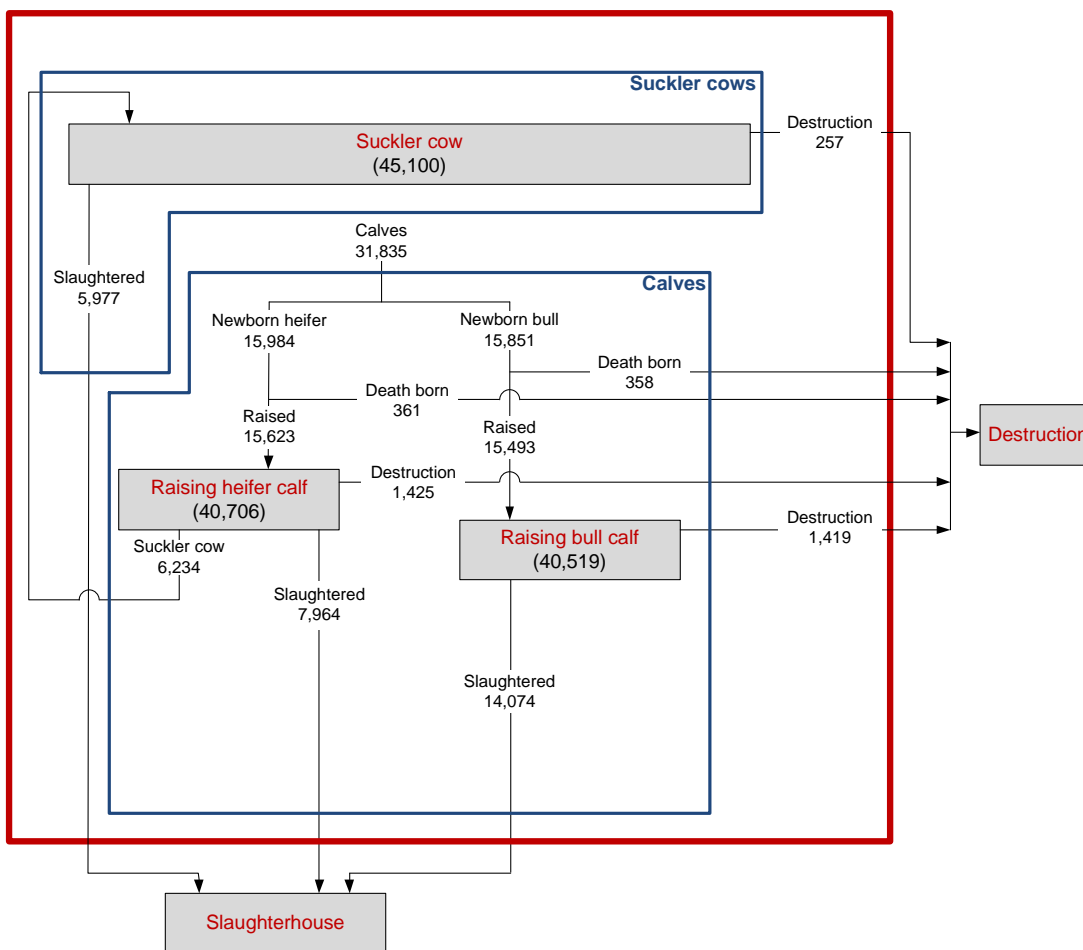 Suckler cows
Suckler cow
(45,100)
Destruction
257
Calves
31,835
Slaughtered
5,977
Calves
Newborn heifer
15,984
Newborn bull
15,851
Death born
358
Death born
361
Raised
15,623
Raised
15,493
Destruction
Raising heifer calf
(40,706)
Destruction
1,425
Raising bull calf
(40,519)
Destruction
1,419
Suckler cow
6,234
Slaughtered
7,964
Slaughtered
14,074
Slaughterhouse